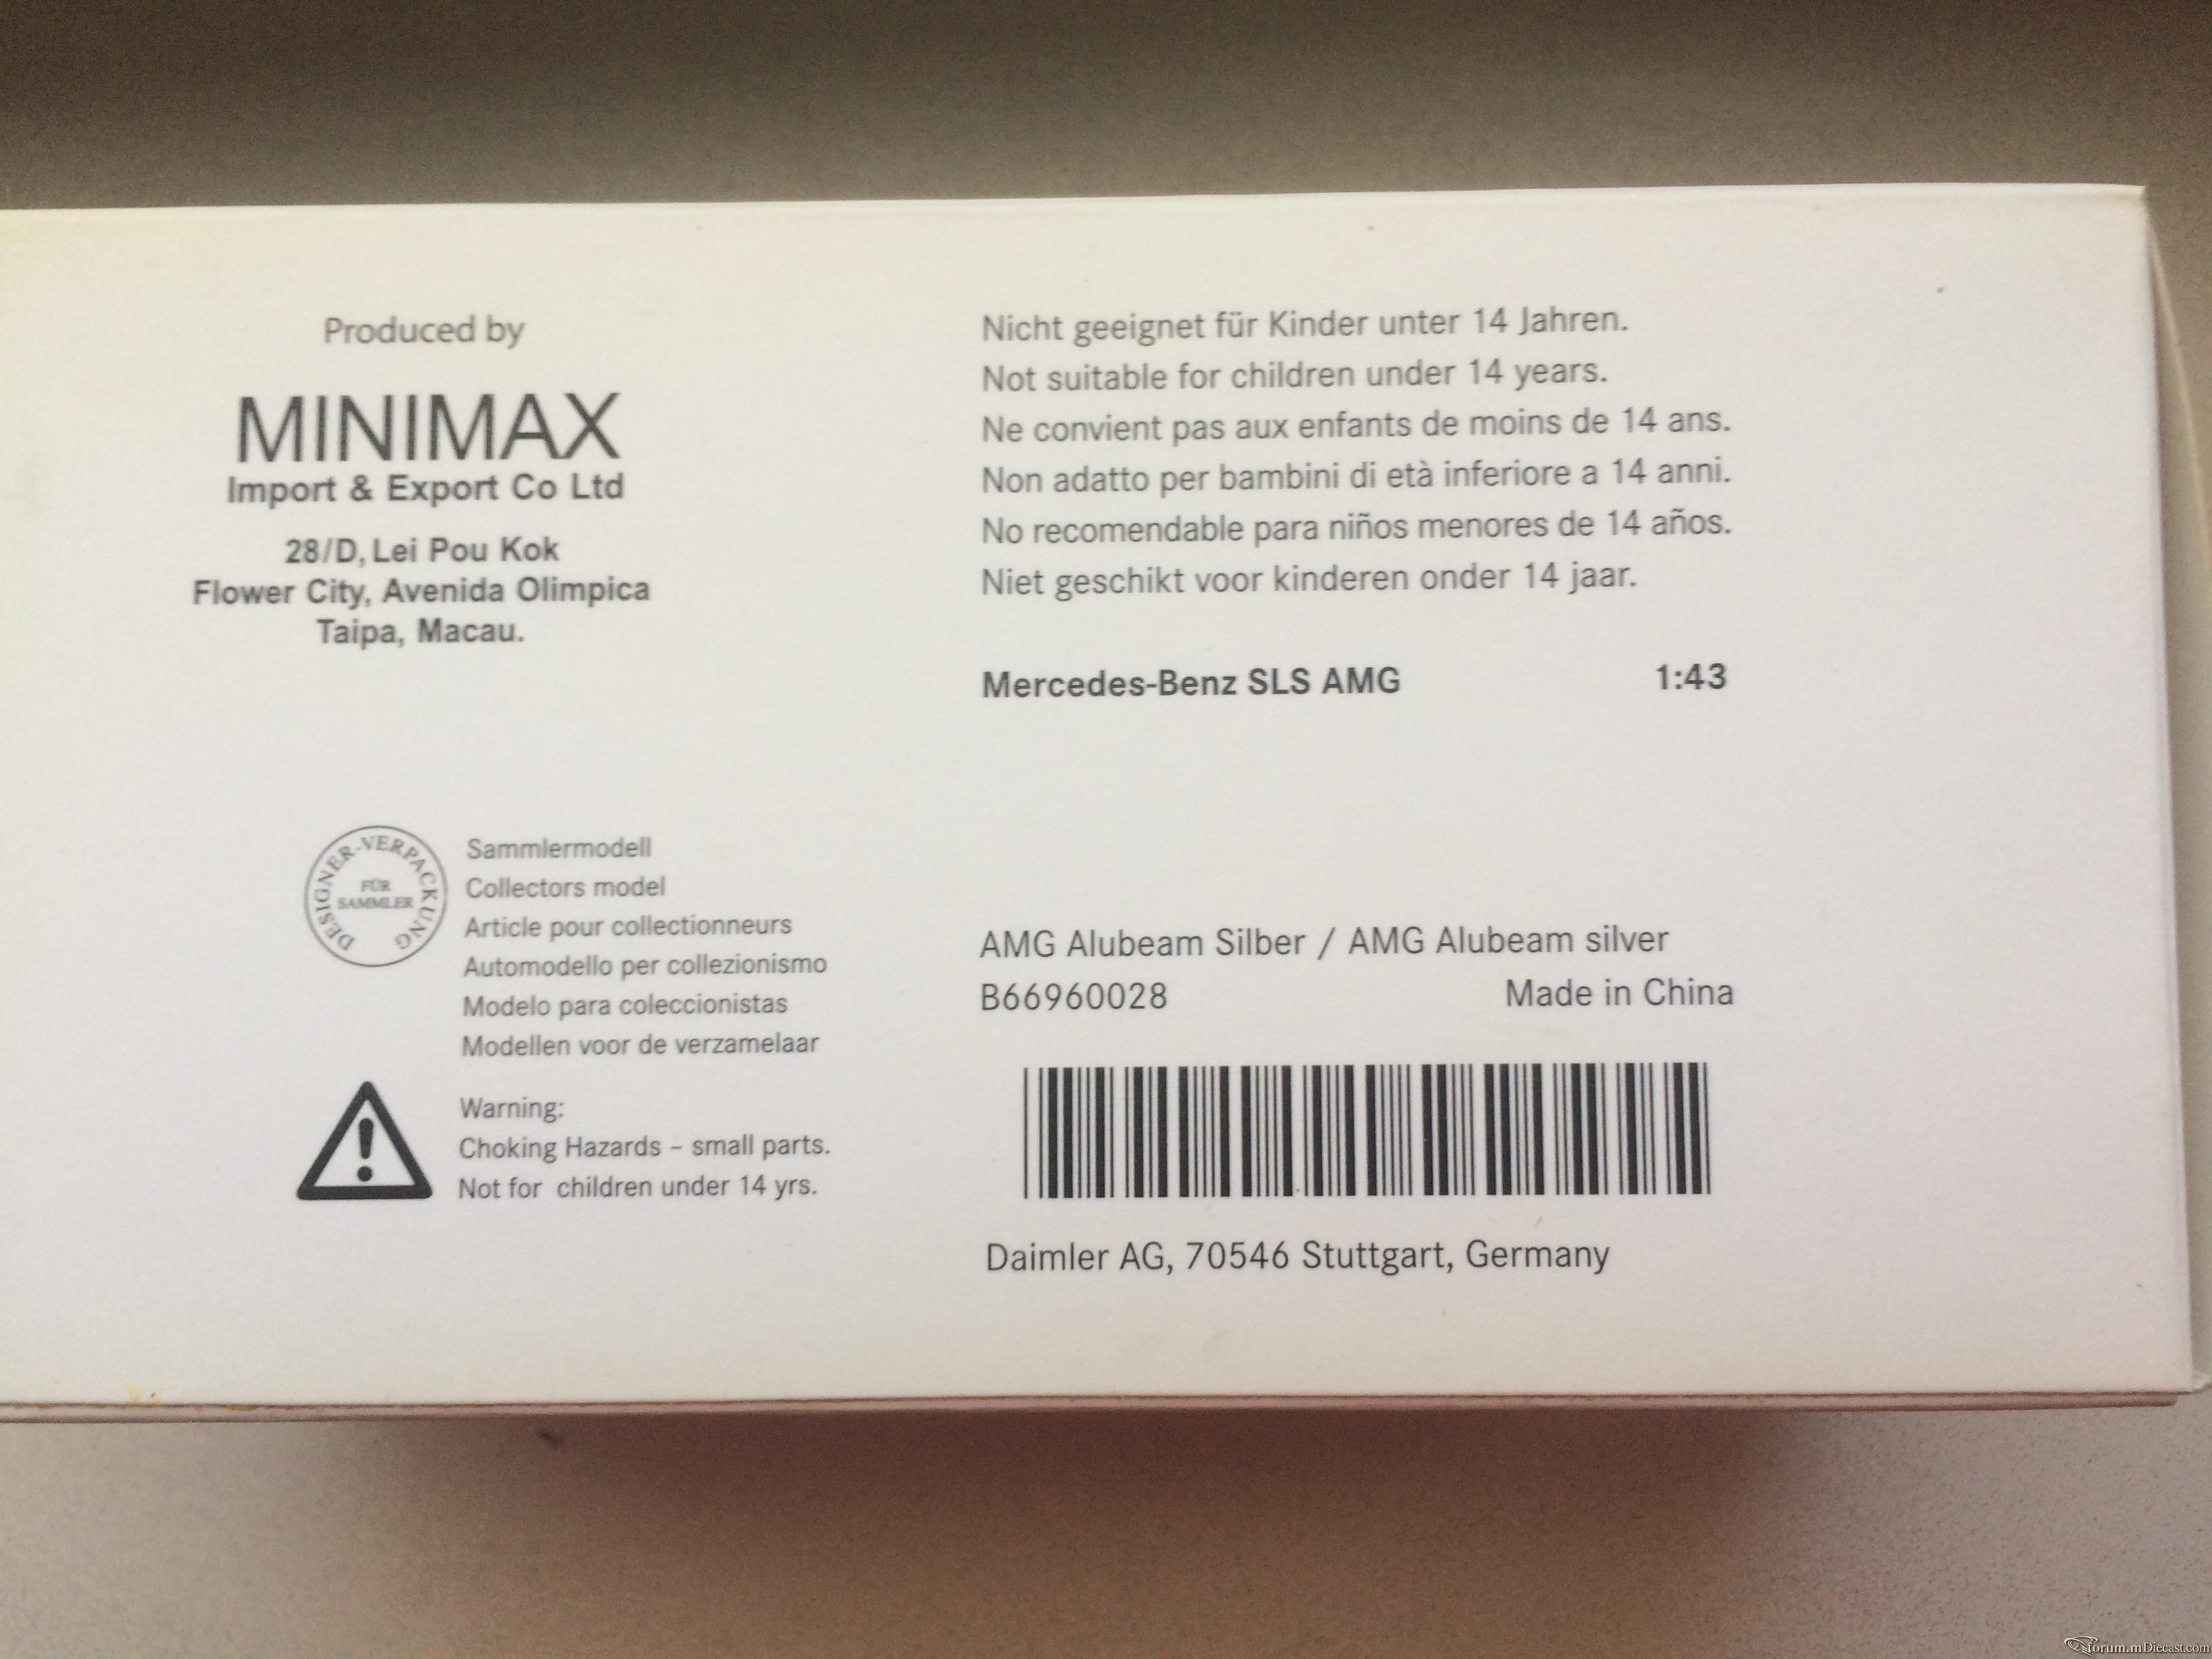 Produced by
MINIMAX
Import & Export Co Ltd
28/D, Lei Pou Kok
Flower City, Avenida Olimpica
Taipa, Macau.
DESIGNER-VERPACKUNG
FÜR
SAMMLER
Sammlermodell
Collectors model
Article pour collectionneurs
Automodello per collezionismo
Modelo para coleccionistas
Modellen voor de verzamelaar
Warning:
Choking Hazards – small parts.
Not for children under 14 yrs.
Nicht geeignet für Kinder unter 14 Jahren.
Not suitable for children under 14 years.
Ne convient pas aux enfants de moins de 14 ans.
Non adatto per bambini di età inferiore a 14 anni.
No recomendable para niños menores de 14 años.
Niet geschikt voor kinderen onder 14 jaar.
Mercedes-Benz SLS AMG 1:43
AMG Alubeam Silber / AMG Alubeam silver
B66960028 Made in China
Daimler AG, 70546 Stuttgart, Germany
forum.mDiecast.com